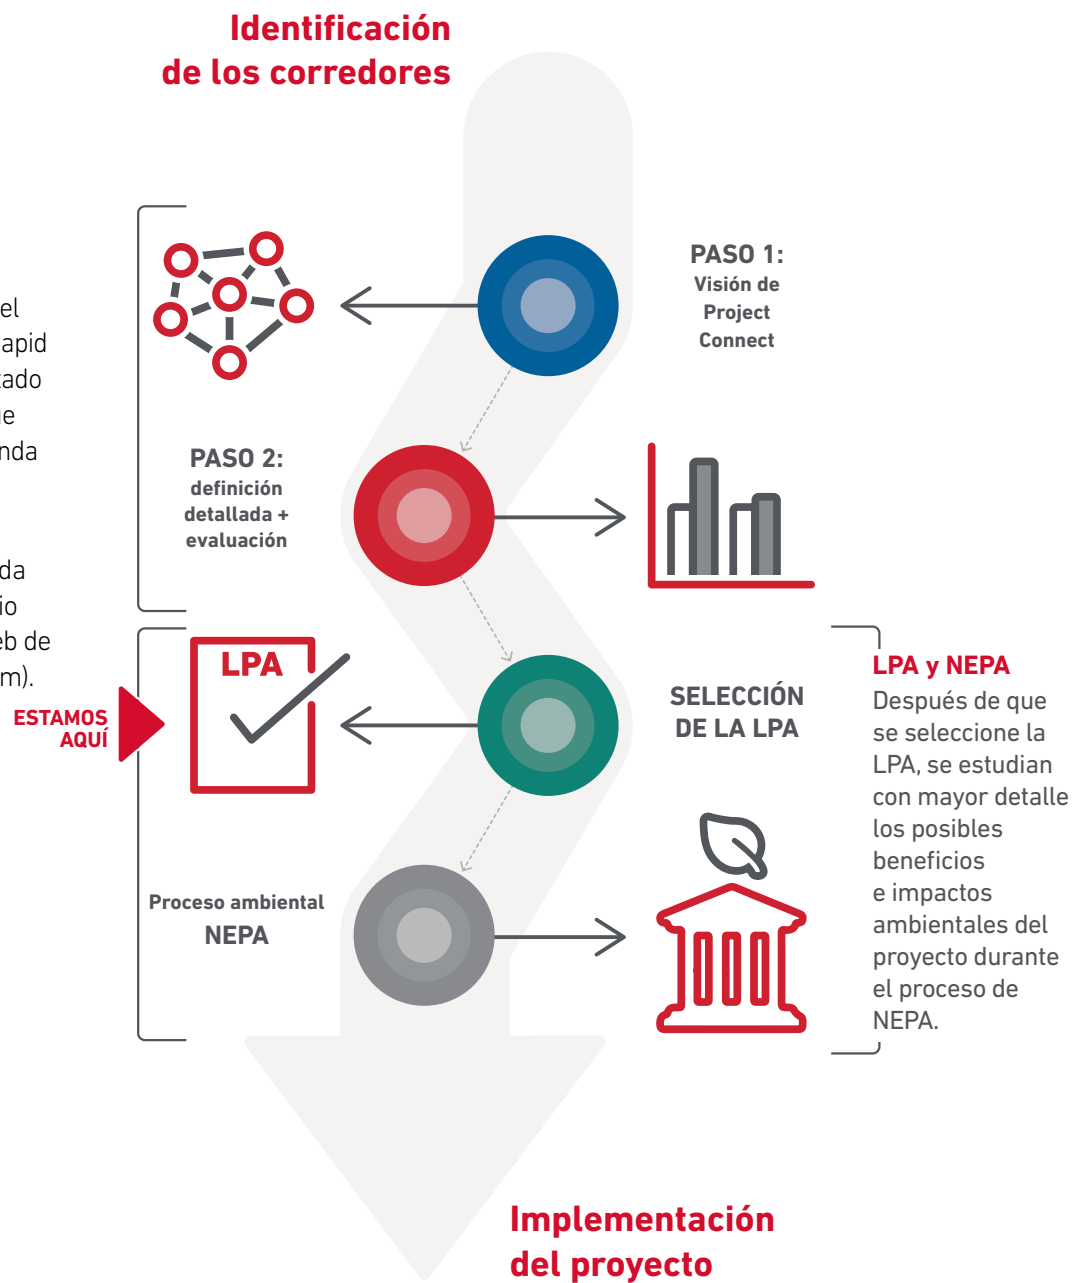 Identificación
de los corredores
PASO 1:
Visión de
Project
Connect
el
apid
nda
PASO 2:
definición
detallada +
evaluación
da
io
eb de
m).
ESTAMOS
AQUÍ
LPA
SELECCIÓN
DE LA LPA
LPA y NEPA
Después de que
se seleccione la
LPA, se estudian
con mayor detalle
los posibles
beneficios
e impactos
ambientales del
proyecto durante
el proceso de
NEPA.
Proceso ambiental
NEPA
Implementación
del proyecto